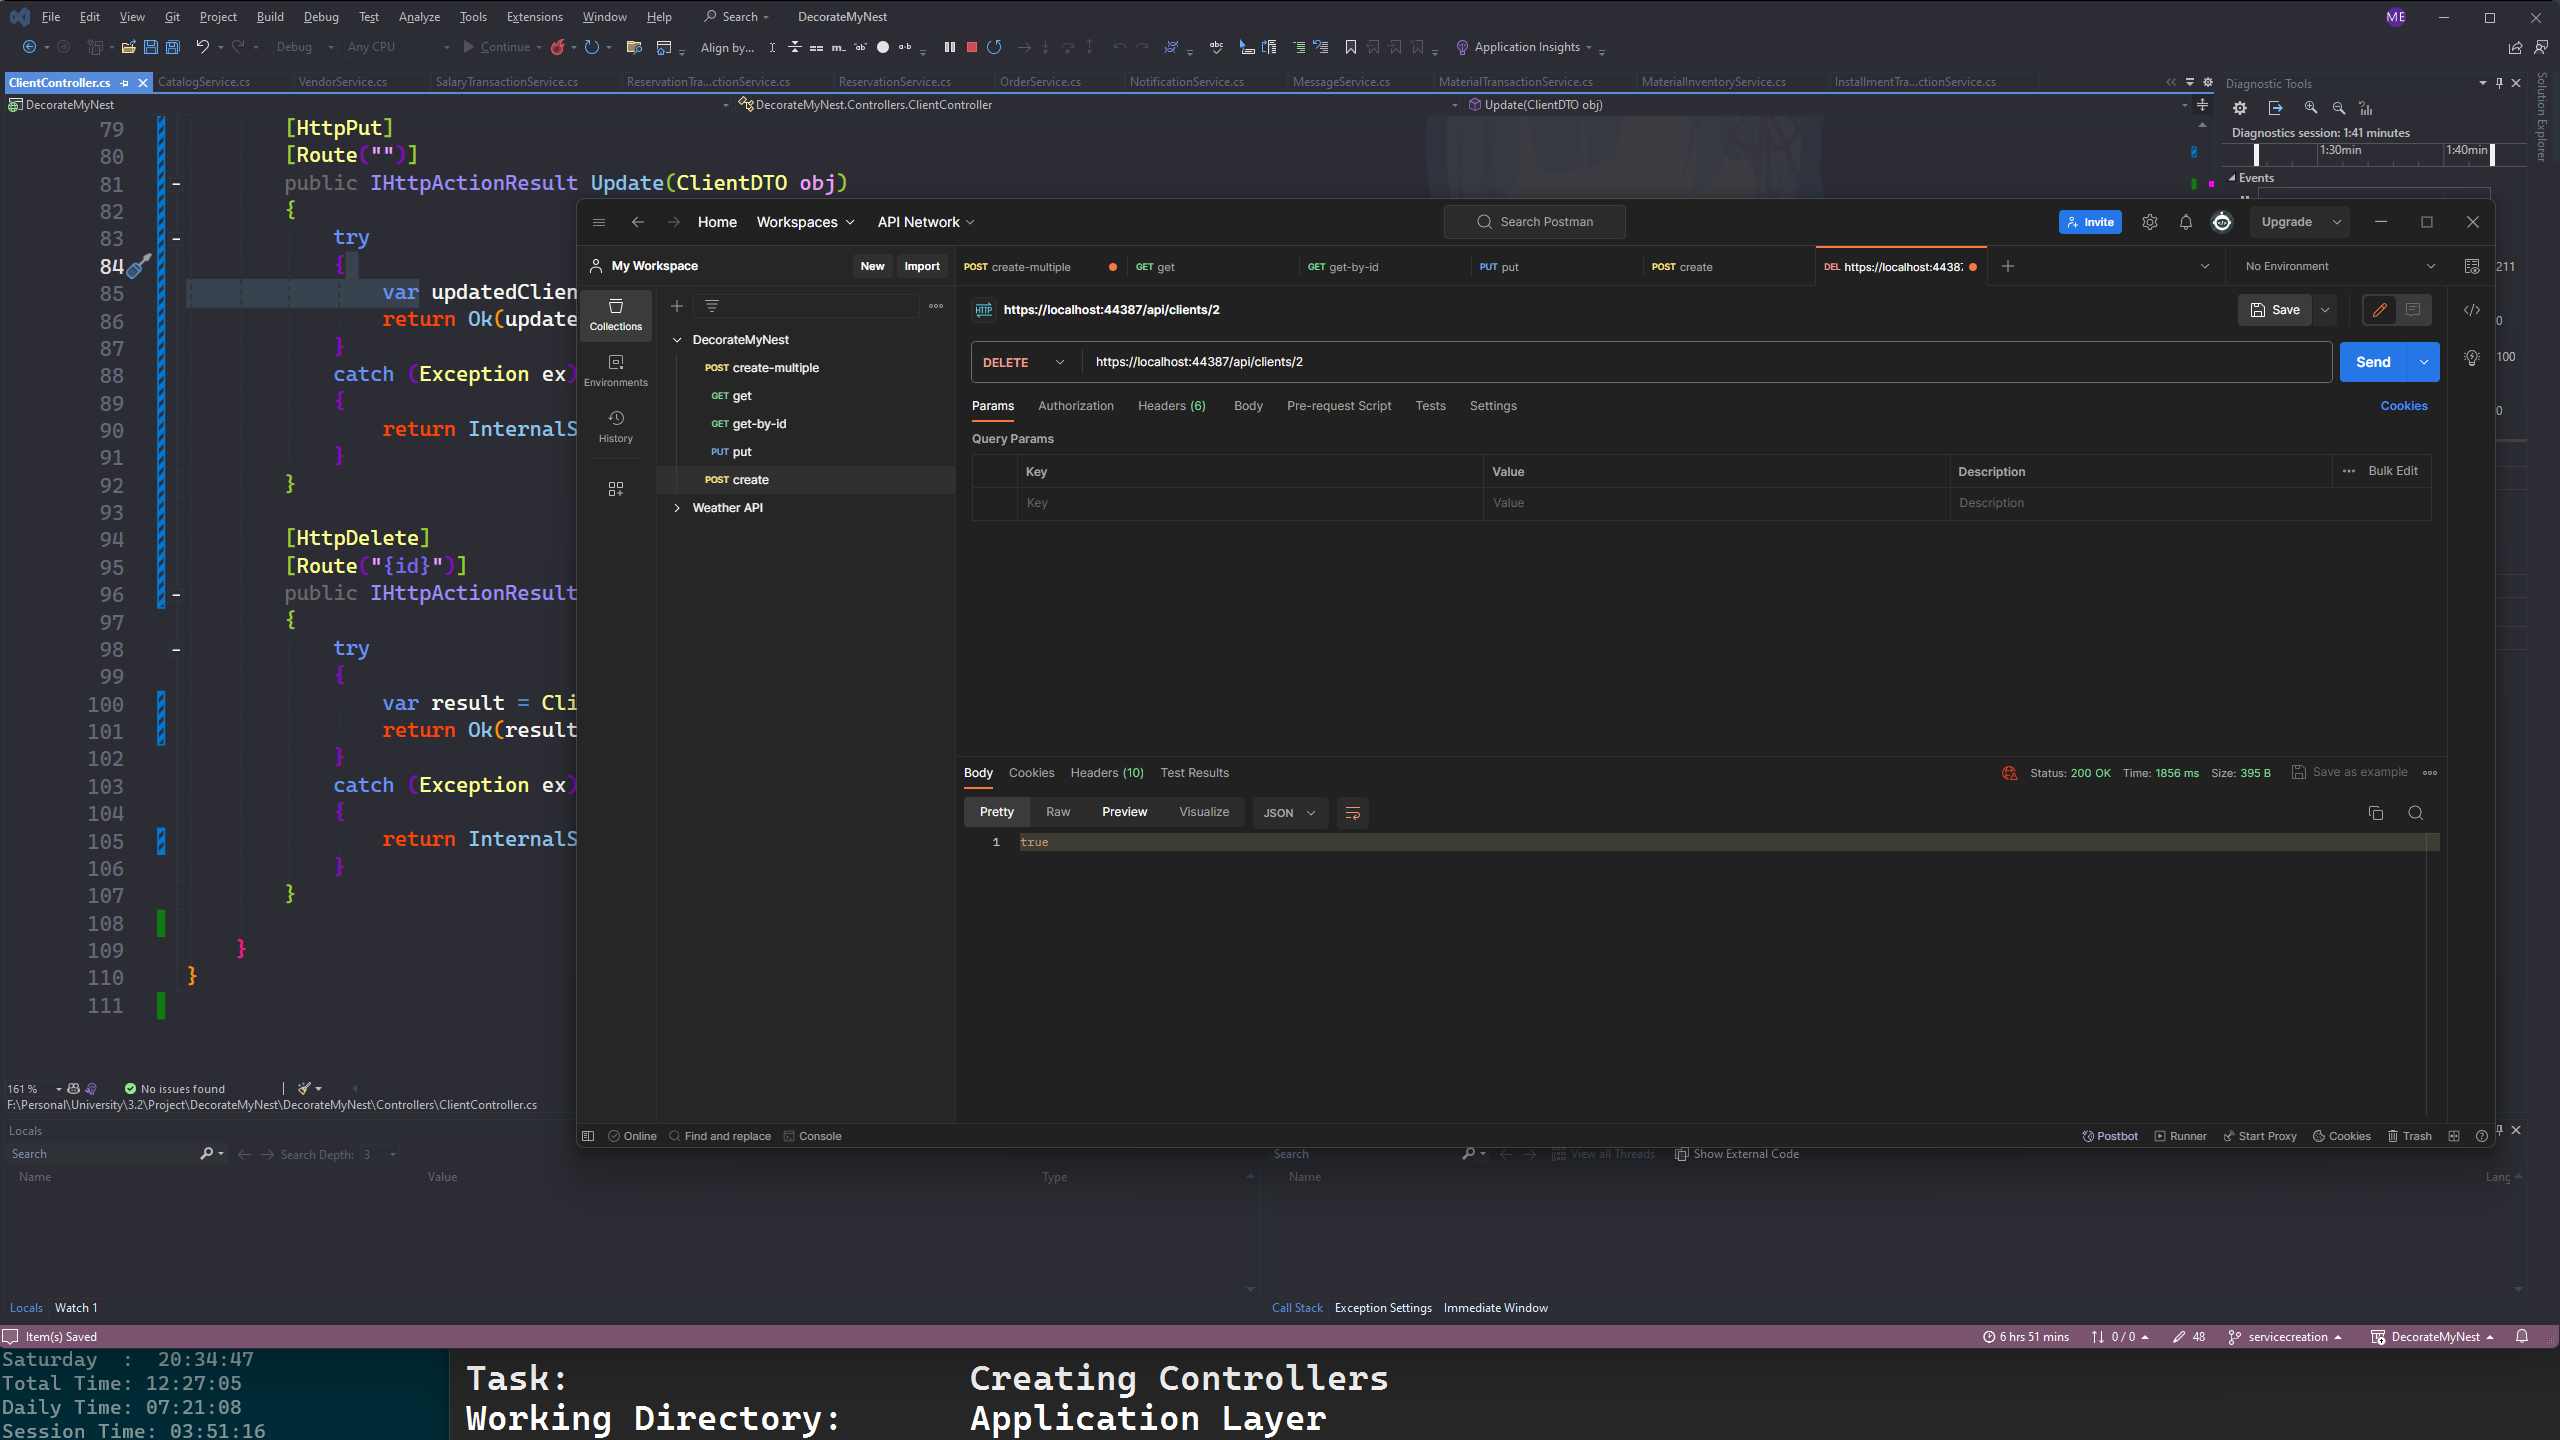 File Edit View Git Project Build Debug Test Analyze Tools Extensions Window Help Search DecorateMyNest ME
Debug Any CPU Continue Align by... Application Insights
ClientController.cs CatalogService.cs VendorService.cs SalaryTransactionService.cs ReservationTra...ctionService.cs ReservationService.cs OrderService.cs NotificationService.cs MessageService.cs MaterialTransactionService.cs MaterialInventoryService.cs InstallmentTra...ctionService.cs
DecorateMyNest DecorateMyNest.Controllers.ClientController Update(ClientDTO obj)
79 [HttpPut]
80 [Route("")]
81 public IHttpActionResult Update(ClientDTO obj)
82 {
83 try
84 {
85 var updatedClien
86 return Ok(update
87 }
88 catch (Exception ex)
89 {
90 return InternalS
91 }
92 }
93
94 [HttpDelete]
95 [Route("{id}")]
96 public IHttpActionResult
97 {
98 try
99 {
100 var result = Cli
101 return Ok(result
102 }
103 catch (Exception ex)
104 {
105 return InternalS
106 }
107 }
108
109 }
110 }
111
161 % No issues found
F:\Personal\University\3.2\Project\DecorateMyNest\DecorateMyNest\Controllers\ClientController.cs
Diagnostic Tools
Diagnostics session: 1:41 minutes
1:30min 1:40min
Events
Solution Explorer
211
0
100
0
Home Workspaces API Network Search Postman Invite Upgrade
My Workspace New Import
POST create-multiple GET get GET get-by-id PUT put POST create DEL https://localhost:4438 No Environment
Collections
Environments
History
DecorateMyNest
POST create-multiple
GET get
GET get-by-id
PUT put
POST create
Weather API
HTTP https://localhost:44387/api/clients/2 Save
DELETE https://localhost:44387/api/clients/2 Send
Params Authorization Headers (6) Body Pre-request Script Tests Settings Cookies
Query Params
Key Value Description Bulk Edit
Key Value Description
Body Cookies Headers (10) Test Results Status: 200 OK Time: 1856 ms Size: 395 B Save as example
Pretty Raw Preview Visualize JSON
1 true
Online Find and replace Console Postbot Runner Start Proxy Cookies Trash
Locals
Search Search Depth: 3
Name Value Type
Search View all Threads Show External Code
Name Lang
Locals Watch 1
Call Stack Exception Settings Immediate Window
Item(s) Saved 6 hrs 51 mins 0 / 0 48 servicecreation DecorateMyNest
Saturday : 20:34:47
Total Time: 12:27:05
Daily Time: 07:21:08
Session Time: 03:51:16
Task: Creating Controllers
Working Directory: Application Layer